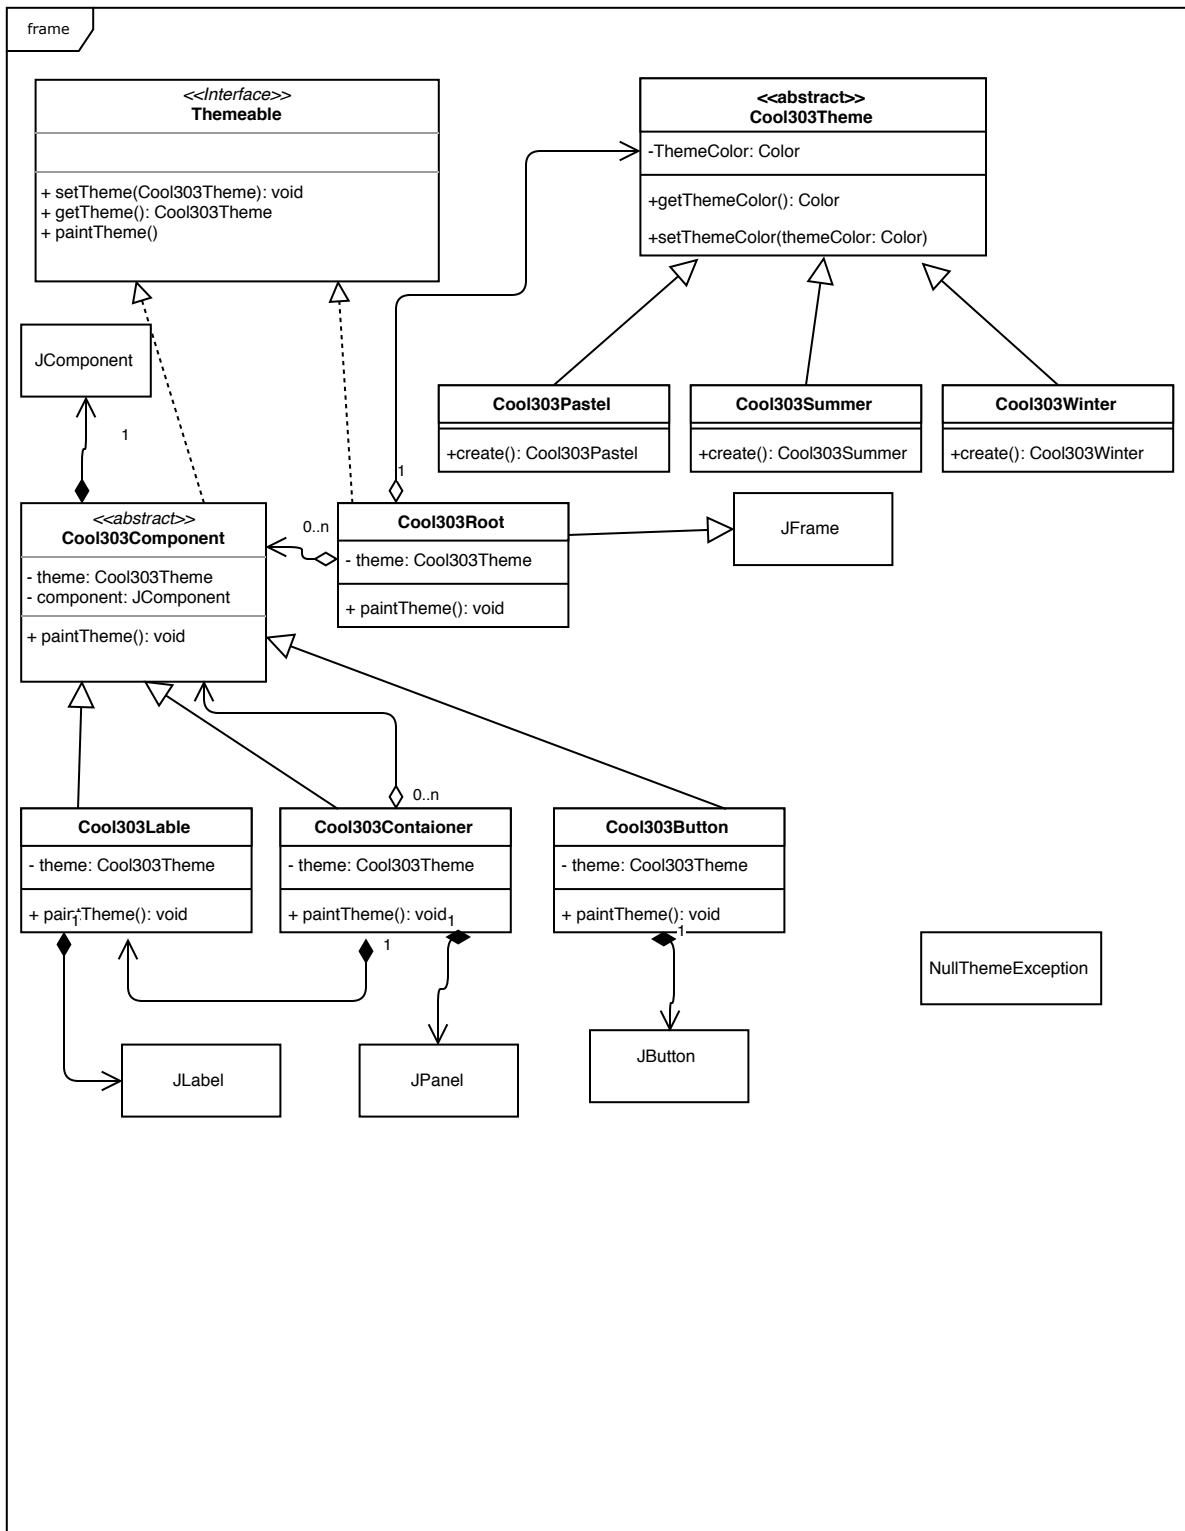 frame
<<Interface>>
Themeable
+ setTheme(Cool303Theme): void
+ getTheme(): Cool303Theme
+ paintTheme()
<<abstract>>
Cool303Theme
-ThemeColor: Color
+getThemeColor(): Color
+setThemeColor(themeColor: Color)
JComponent
1
Cool303Pastel
+create(): Cool303Pastel
Cool303Summer
+create(): Cool303Summer
Cool303Winter
+create(): Cool303Winter
1
<<abstract>>
Cool303Component
- theme: Cool303Theme
- component: JComponent
+ paintTheme(): void
0..n
Cool303Root
- theme: Cool303Theme
+ paintTheme(): void
JFrame
0..n
Cool303Lable
- theme: Cool303Theme
+ paintTheme(): void
1
Cool303Contaioner
- theme: Cool303Theme
+ paintTheme(): void
1
1
Cool303Button
- theme: Cool303Theme
+ paintTheme(): void
1
NullThemeException
JLabel
JPanel
JButton